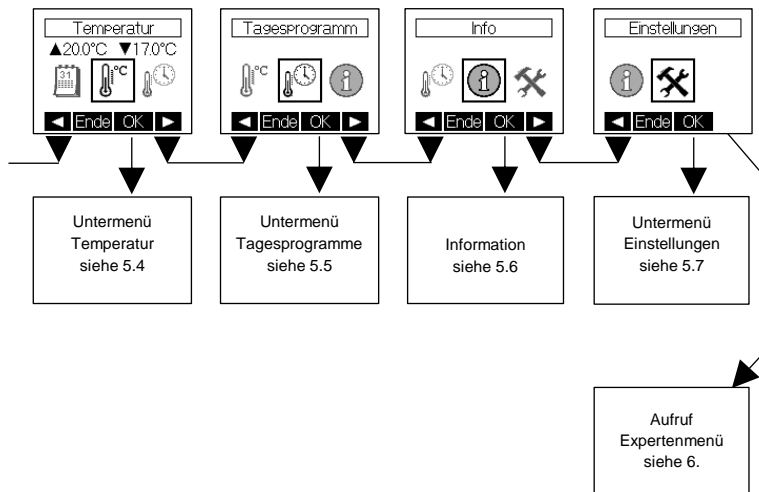 Temperatur
▲20.0°C ▼17.0°C
31
°C
◄ Ende OK ►
Tagesprogramm
°C
i
◄ Ende OK ►
Info
i
◄ Ende OK ►
Einstellungen
i
◄ Ende OK
Untermenü
Temperatur
siehe 5.4
Untermenü
Tagesprogramme
siehe 5.5
Information
siehe 5.6
Untermenü
Einstellungen
siehe 5.7
Aufruf
Expertenmenü
siehe 6.